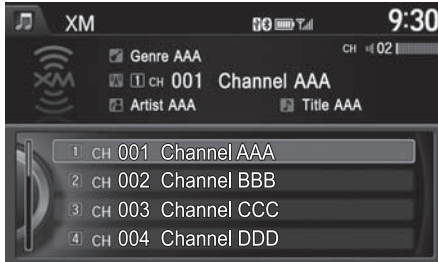 XM 9:30
Genre AAA CH 02
XM 1 CH 001 Channel AAA
Artist AAA Title AAA
1 CH 001 Channel AAA
2 CH 002 Channel BBB
3 CH 003 Channel CCC
4 CH 004 Channel DDD